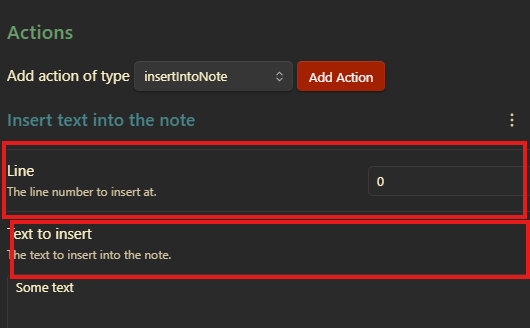 Actions
Add action of type insertIntoNote Add Action
Insert text into the note
Line
The line number to insert at.
0
Text to insert
The text to insert into the note.
Some text